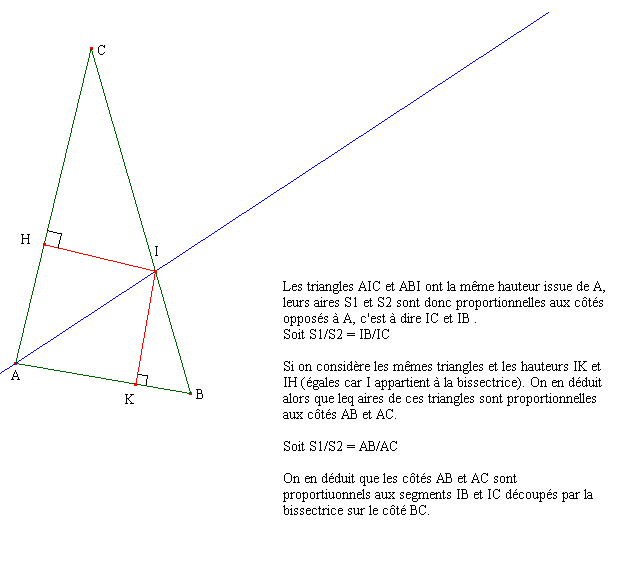 C
H
I
A
K
B
Les triangles AIC et ABI ont la même hauteur issue de A,
leurs aires S1 et S2 sont donc proportionnelles aux côtés
opposés à A, c'est à dire IC et IB .
Soit S1/S2 = IB/IC
Si on considère les mêmes triangles et les hauteurs IK et
IH (égales car I appartient à la bissectrice). On en déduit
alors que leq aires de ces triangles sont proportionnelles
aux côtés AB et AC.
Soit S1/S2 = AB/AC
On en déduit que les côtés AB et AC sont
proportiuonnels aux segments IB et IC découpés par la
bissectrice sur le côté BC.